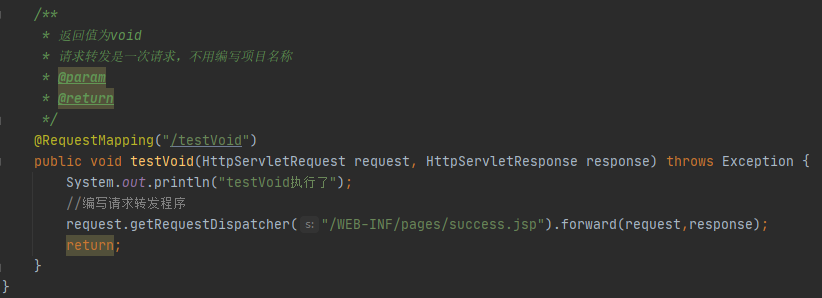 /**
* 返回值为void
* 请求转发是一次请求，不用编写项目名称
* @param
* @return
*/
@RequestMapping("/testVoid")
public void testVoid(HttpServletRequest request, HttpServletResponse response) throws Exception {
System.out.println("testVoid执行了");
//编写请求转发程序
request.getRequestDispatcher( s: "/WEB-INF/pages/success.jsp").forward(request,response);
return;
}
}